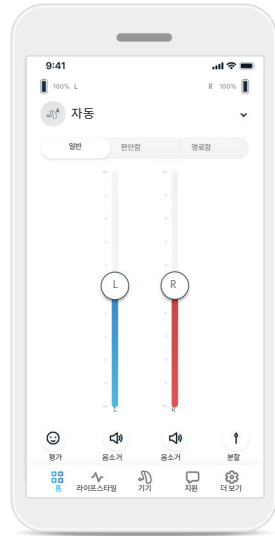 9:41
100% L R 100%
자동
일반 편안함 명료함
L R
L R
평가 음소거 음소거 분할
홈 라이프스타일 기기 지원 더 보기